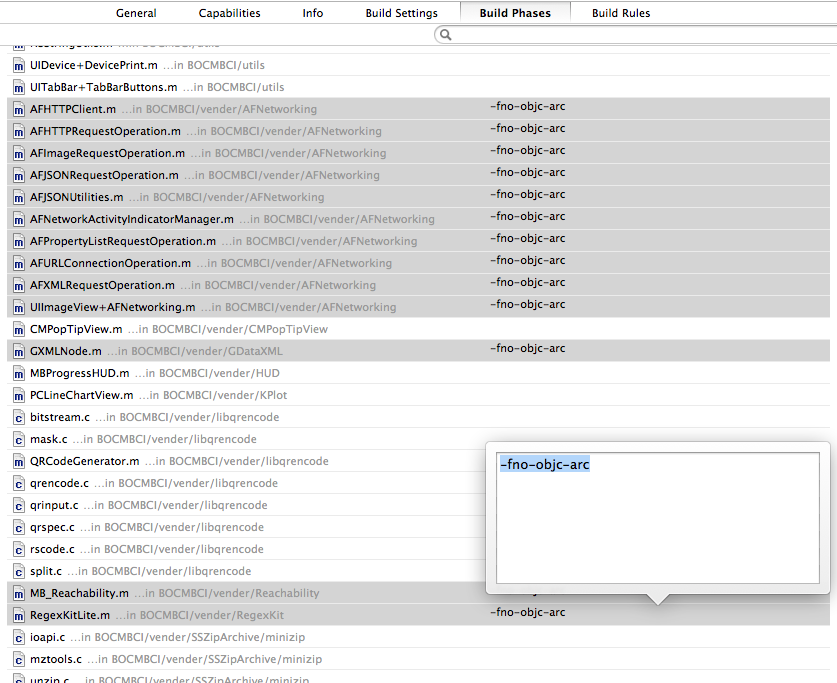 General Capabilities Info Build Settings Build Phases Build Rules
m UIDevice+DevicePrint.m ...in BOCMBCI/utils
m UITabBar+TabBarButtons.m ...in BOCMBCI/utils
m AFHTTPClient.m ...in BOCMBCI/vender/AFNetworking -fno-objc-arc
m AFHTTPRequestOperation.m ...in BOCMBCI/vender/AFNetworking -fno-objc-arc
m AFImageRequestOperation.m ...in BOCMBCI/vender/AFNetworking -fno-objc-arc
m AFJSONRequestOperation.m ...in BOCMBCI/vender/AFNetworking -fno-objc-arc
m AFJSONUtilities.m ...in BOCMBCI/vender/AFNetworking -fno-objc-arc
m AFNetworkActivityIndicatorManager.m ...in BOCMBCI/vender/AFNetworking -fno-objc-arc
m AFPropertyListRequestOperation.m ...in BOCMBCI/vender/AFNetworking -fno-objc-arc
m AFURLConnectionOperation.m ...in BOCMBCI/vender/AFNetworking -fno-objc-arc
m AFXMLRequestOperation.m ...in BOCMBCI/vender/AFNetworking -fno-objc-arc
m UIImageView+AFNetworking.m ...in BOCMBCI/vender/AFNetworking -fno-objc-arc
m CMPopTipView.m ...in BOCMBCI/vender/CMPopTipView
m GXMLNode.m ...in BOCMBCI/vender/GDataXML -fno-objc-arc
m MBProgressHUD.m ...in BOCMBCI/vender/HUD
m PCLineChartView.m ...in BOCMBCI/vender/KPlot
c bitstream.c ...in BOCMBCI/vender/libqrencode
c mask.c ...in BOCMBCI/vender/libqrencode
m QRCodeGenerator.m ...in BOCMBCI/vender/libqrencode
-fno-objc-arc
c qrencode.c ...in BOCMBCI/vender/libqrencode
c qrinput.c ...in BOCMBCI/vender/libqrencode
c qrspec.c ...in BOCMBCI/vender/libqrencode
c rscode.c ...in BOCMBCI/vender/libqrencode
c split.c ...in BOCMBCI/vender/libqrencode
m MB_Reachability.m ...in BOCMBCI/vender/Reachability
m RegexKitLite.m ...in BOCMBCI/vender/RegexKit -fno-objc-arc
c ioapi.c ...in BOCMBCI/vender/SSZipArchive/minizip
c mztools.c ...in BOCMBCI/vender/SSZipArchive/minizip
c unzip.c ...in BOCMBCI/vender/SSZipArchive/minizip